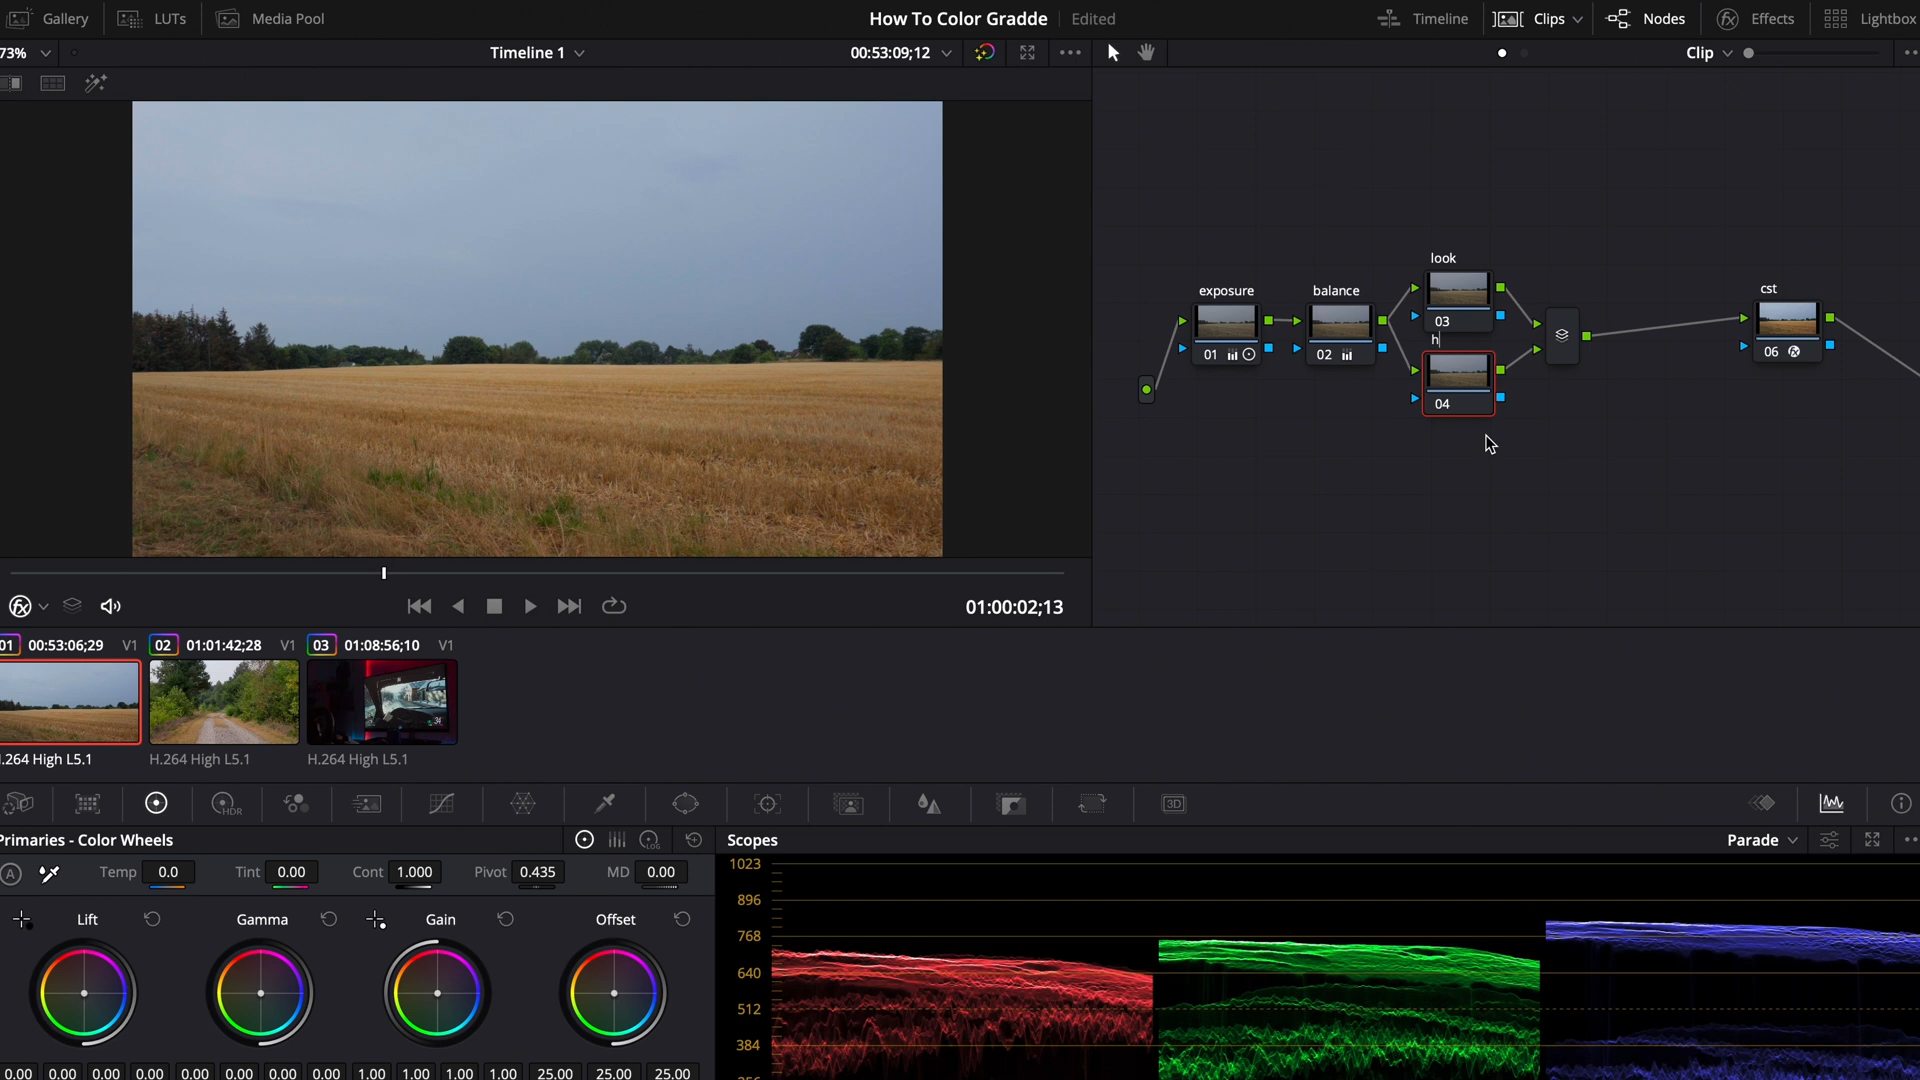 Gallery LUTs Media Pool How To Color Gradde Edited Timeline Clips Nodes Effects Lightbox
73% Timeline 1 00:53:09;12 Clip
look
exposure balance cst
03
h
01 02 06
04
01:00:02;13
01 00:53:06;29 V1 02 01:01:42;28 V1 03 01:08:56;10 V1
.264 High L5.1 H.264 High L5.1 H.264 High L5.1
HDR 3D
Primaries - Color Wheels LOG Scopes Parade
A Temp 0.0 Tint 0.00 Cont 1.000 Pivot 0.435 MD 0.00
1023
896
Lift Gamma Gain Offset
768
640
512
384
0.00 0.00 0.00 0.00 0.00 0.00 0.00 0.00 1.00 1.00 1.00 1.00 25.00 25.00 25.00